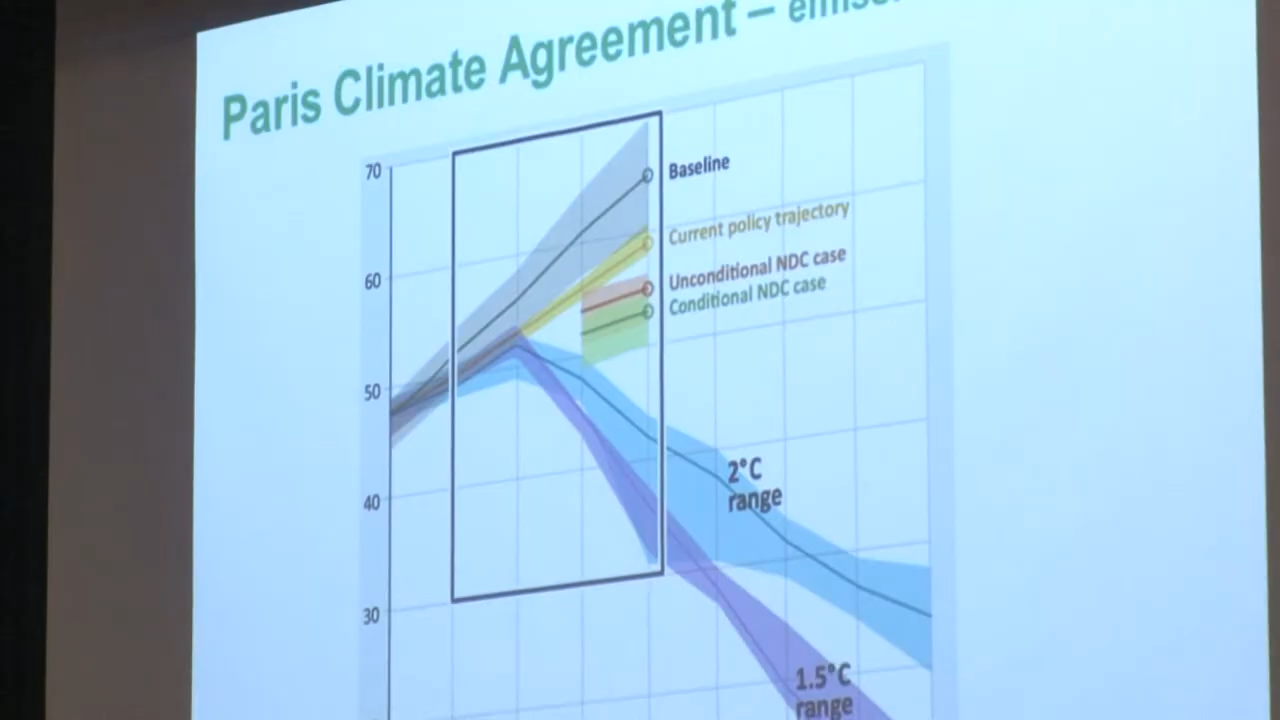 Paris Climate Agreement –
70
Baseline
Current policy trajectory
60
Unconditional NDC case
Conditional NDC case
50
2°C
range
40
30
1.5°C
range